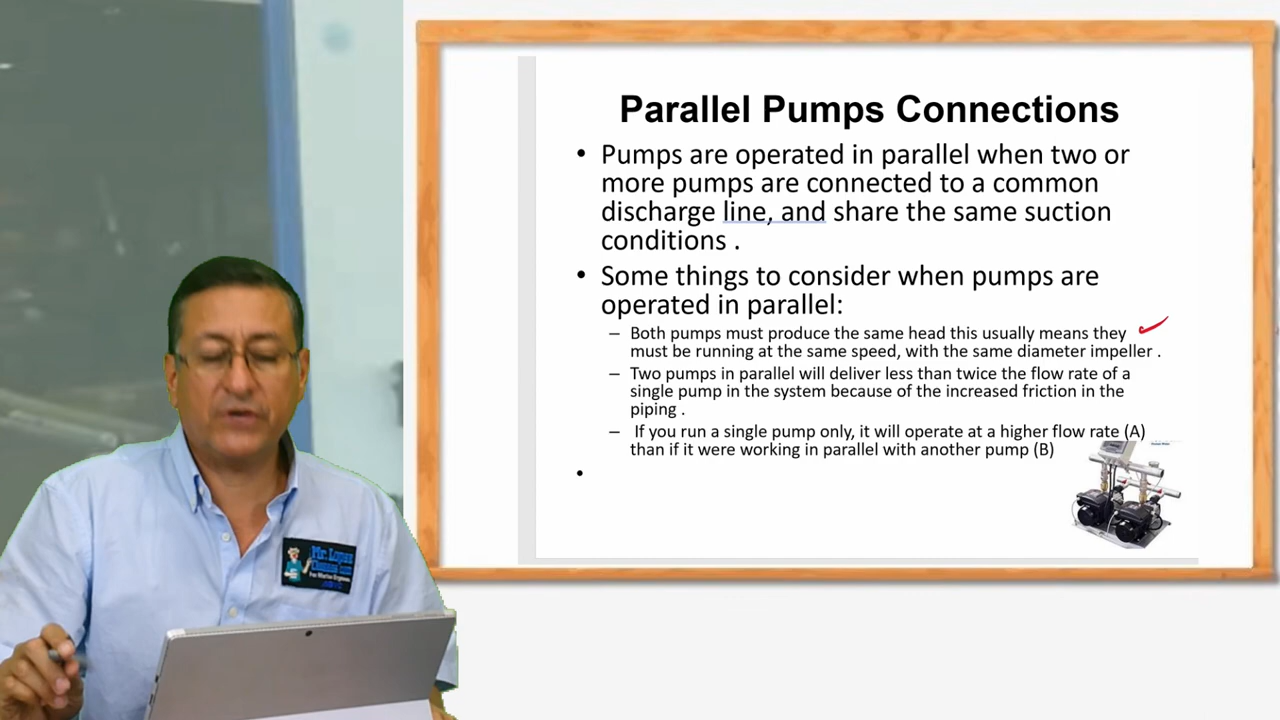 Parallel Pumps Connections
• Pumps are operated in parallel when two or
more pumps are connected to a common
discharge line, and share the same suction
conditions .
• Some things to consider when pumps are
operated in parallel:
– Both pumps must produce the same head this usually means they
must be running at the same speed, with the same diameter impeller .
– Two pumps in parallel will deliver less than twice the flow rate of a
single pump in the system because of the increased friction in the
piping .
– If you run a single pump only, it will operate at a higher flow rate (A)
than if it were working in parallel with another pump (B)
•
Mr. Lopez